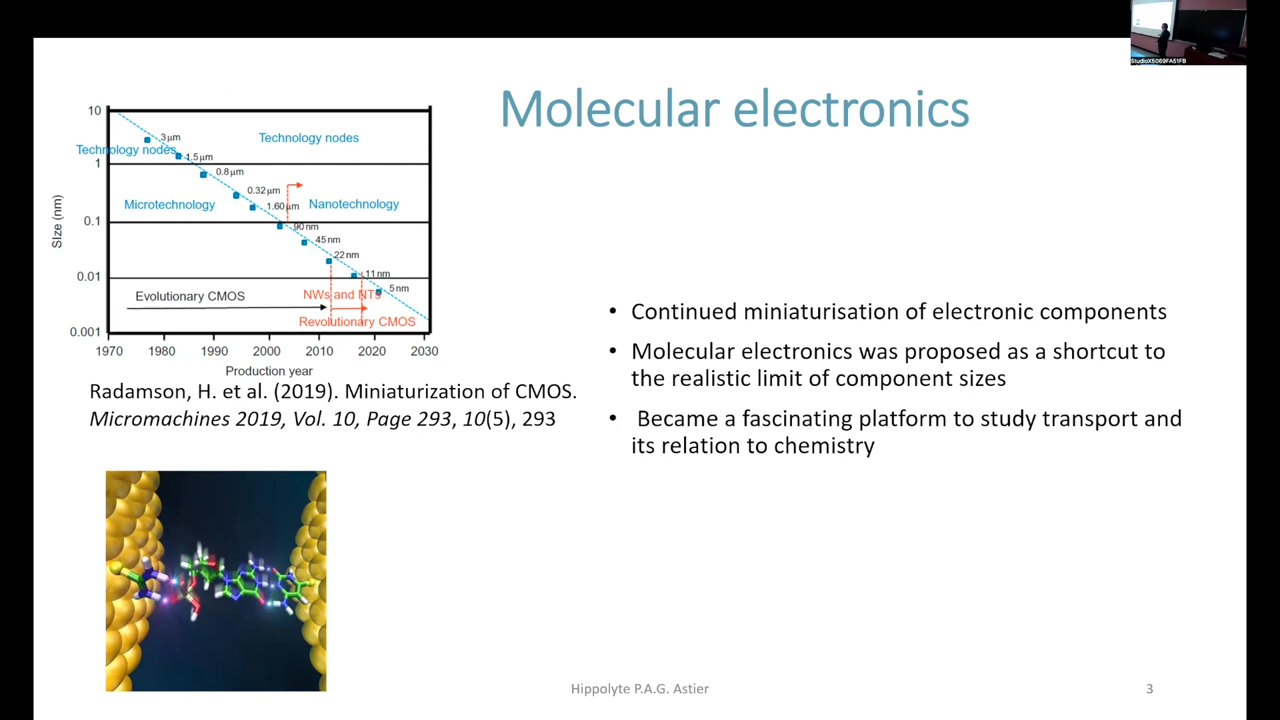 StudioX5069FA51FB
Molecular electronics
10
1
0.1
0.01
0.001
Size (nm)
3 µm
Technology nodes
Technology nodes
1.5 µm
0.8 µm
0.32 µm
Microtechnology
1.60 µm
Nanotechnology
90 nm
45 nm
22 nm
11 nm
5 nm
Evolutionary CMOS
NWs and NTs
Revolutionary CMOS
1970 1980 1990 2000 2010 2020 2030
Production year
Radamson, H. et al. (2019). Miniaturization of CMOS.
Micromachines 2019, Vol. 10, Page 293, 10(5), 293
• Continued miniaturisation of electronic components
• Molecular electronics was proposed as a shortcut to
the realistic limit of component sizes
• Became a fascinating platform to study transport and
its relation to chemistry
Hippolyte P.A.G. Astier
3